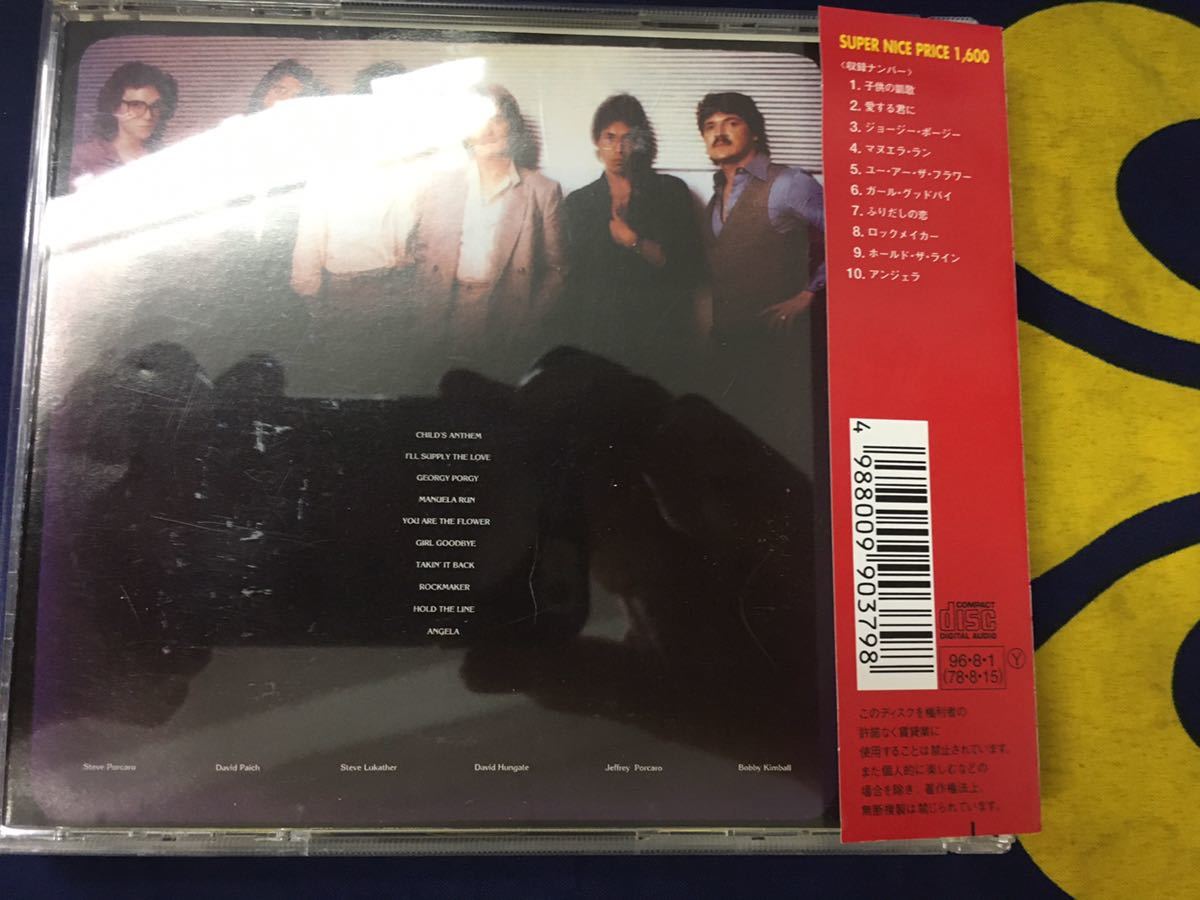 CHILD'S ANTHEM
I'LL SUPPLY THE LOVE
GEORGY PORGY
MANUELA RUN
YOU ARE THE FLOWER
GIRL GOODBYE
TAKIN' IT BACK
ROCKMAKER
HOLD THE LINE
ANGELA
Steve Porcaro
David Paich
Steve Lukather
David Hungate
Jeffrey Porcaro
Bobby Kimball
SUPER NICE PRICE 1,600
〈収録ナンバー〉
1. 子供の凱歌
2. 愛する君に
3. ジョージー・ポージー
4. マヌエラ・ラン
5. ユー・アー・ザ・フラワー
6. ガール・グッドバイ
7. ふりだしの恋
8. ロックメイカー
9. ホールド・ザ・ライン
10. アンジェラ
4 988009 903798
COMPACT
disc
DIGITAL AUDIO
96・8・1
(78・8・15)
Y
このディスクを権利者の
許諾なく賃貸業に
使用することは禁止されています。
また個人的に楽しむなどの
場合を除き、著作権法上、
無断複製は禁じられています。